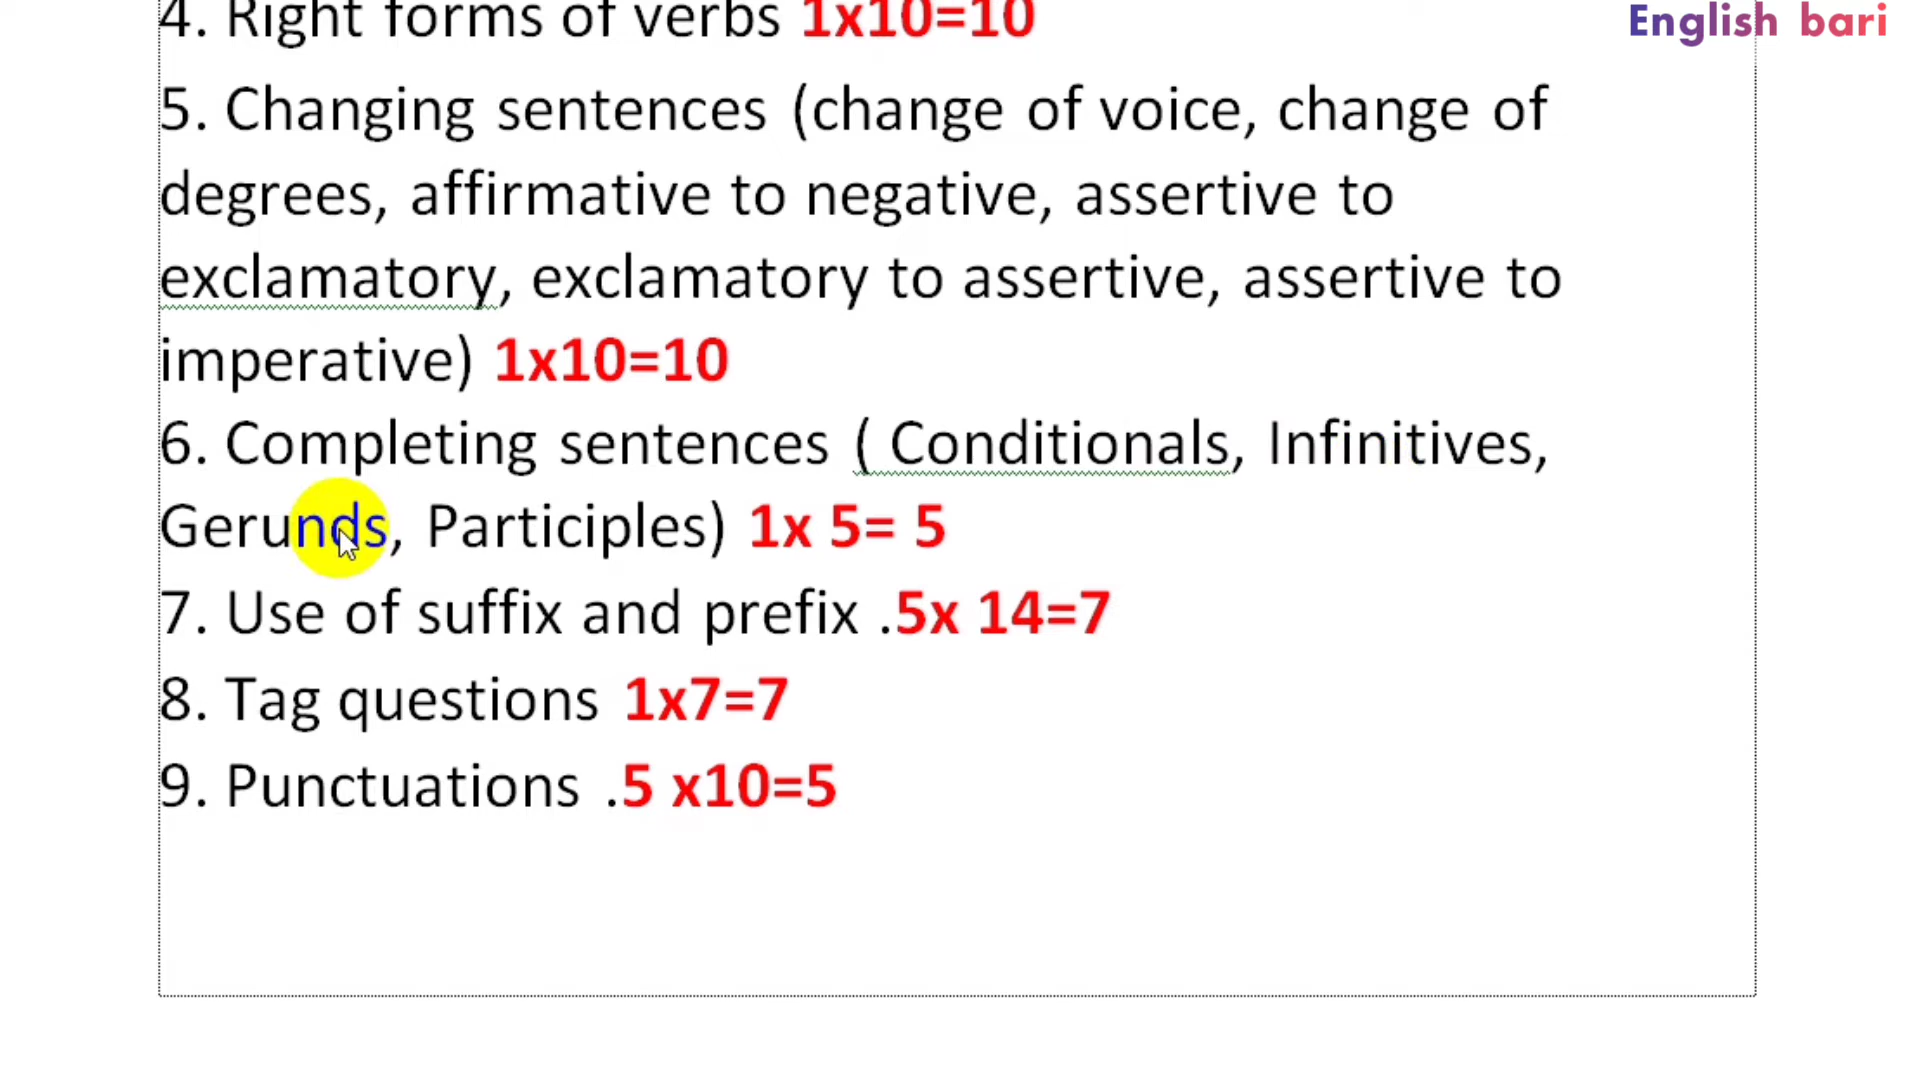 English bari
4. Right forms of verbs 1x10=10
5. Changing sentences (change of voice, change of
degrees, affirmative to negative, assertive to
exclamatory, exclamatory to assertive, assertive to
imperative) 1x10=10
6. Completing sentences ( Conditionals, Infinitives,
Gerunds, Participles) 1x 5= 5
7. Use of suffix and prefix .5x 14=7
8. Tag questions 1x7=7
9. Punctuations .5 x10=5